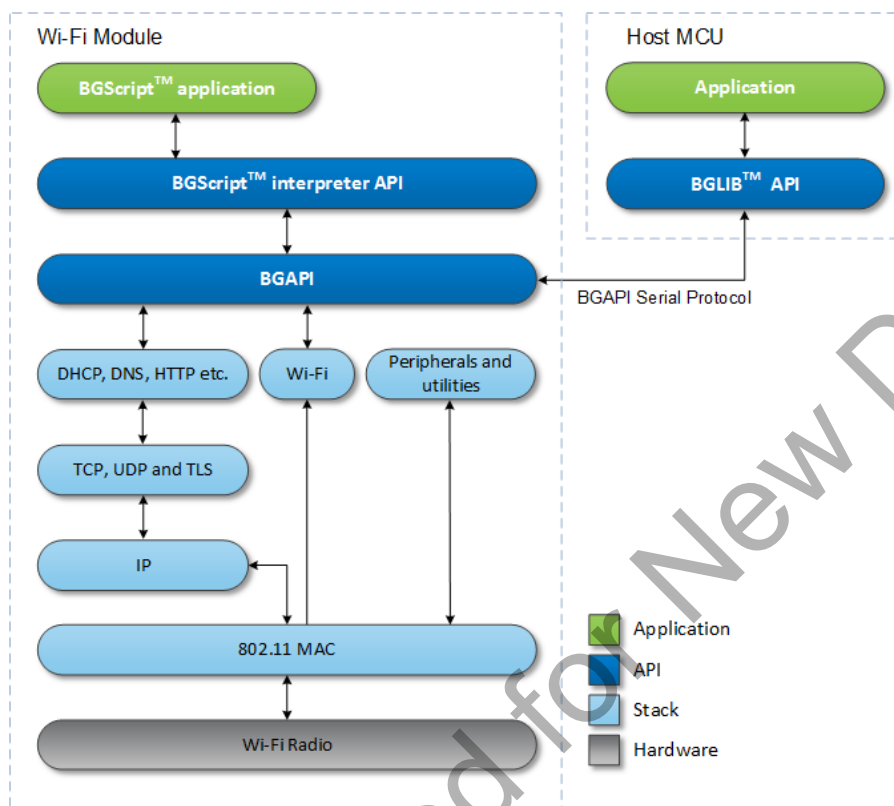 Wi-Fi Module
BGScript™ application
BGScript™ interpreter API
BGAPI
DHCP, DNS, HTTP etc.
Wi-Fi
Peripherals and
utilities
TCP, UDP and TLS
IP
802.11 MAC
Wi-Fi Radio
Host MCU
Application
BGLIB™ API
BGAPI Serial Protocol
Application
API
Stack
Hardware
for New